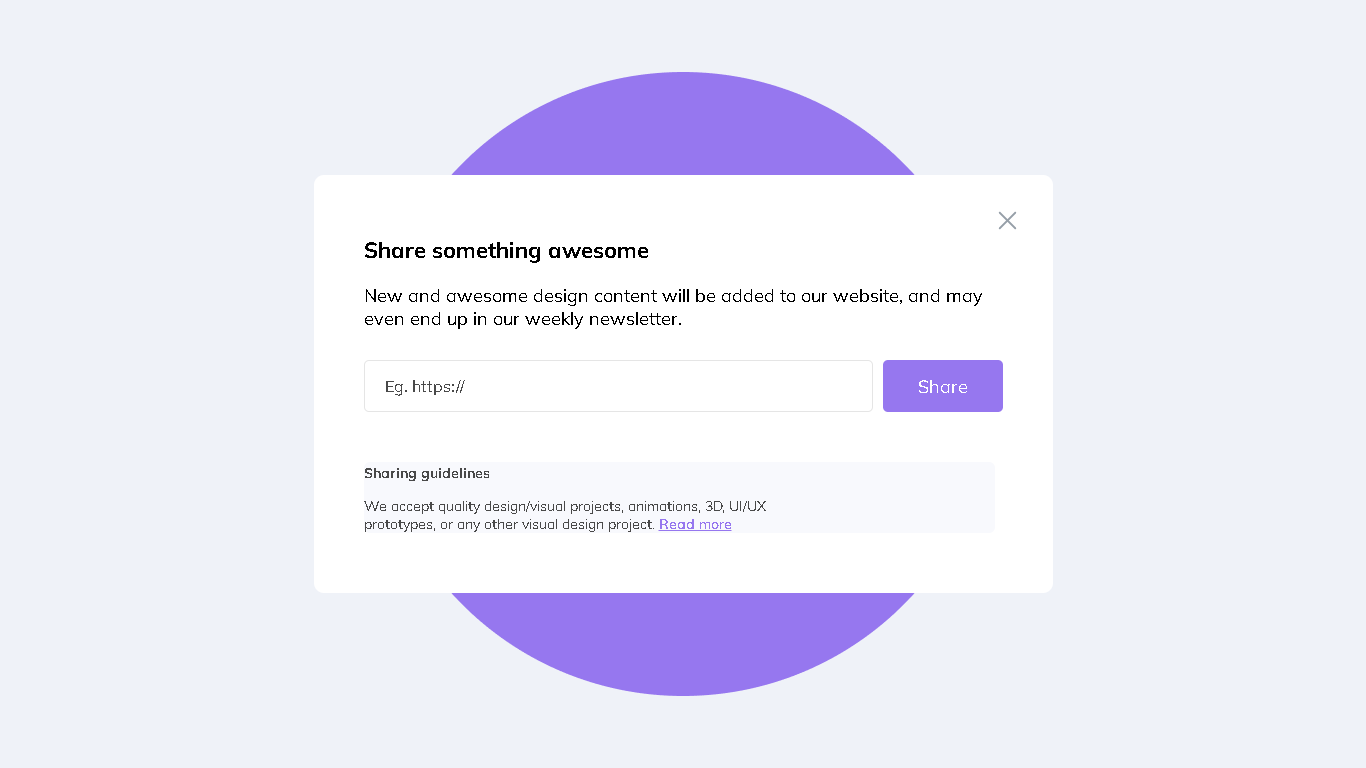 Share something awesome
New and awesome design content will be added to our website, and may
even end up in our weekly newsletter.
Eg. https://
Share
Sharing guidelines
We accept quality design/visual projects, animations, 3D, UI/UX
prototypes, or any other visual design project. Read more